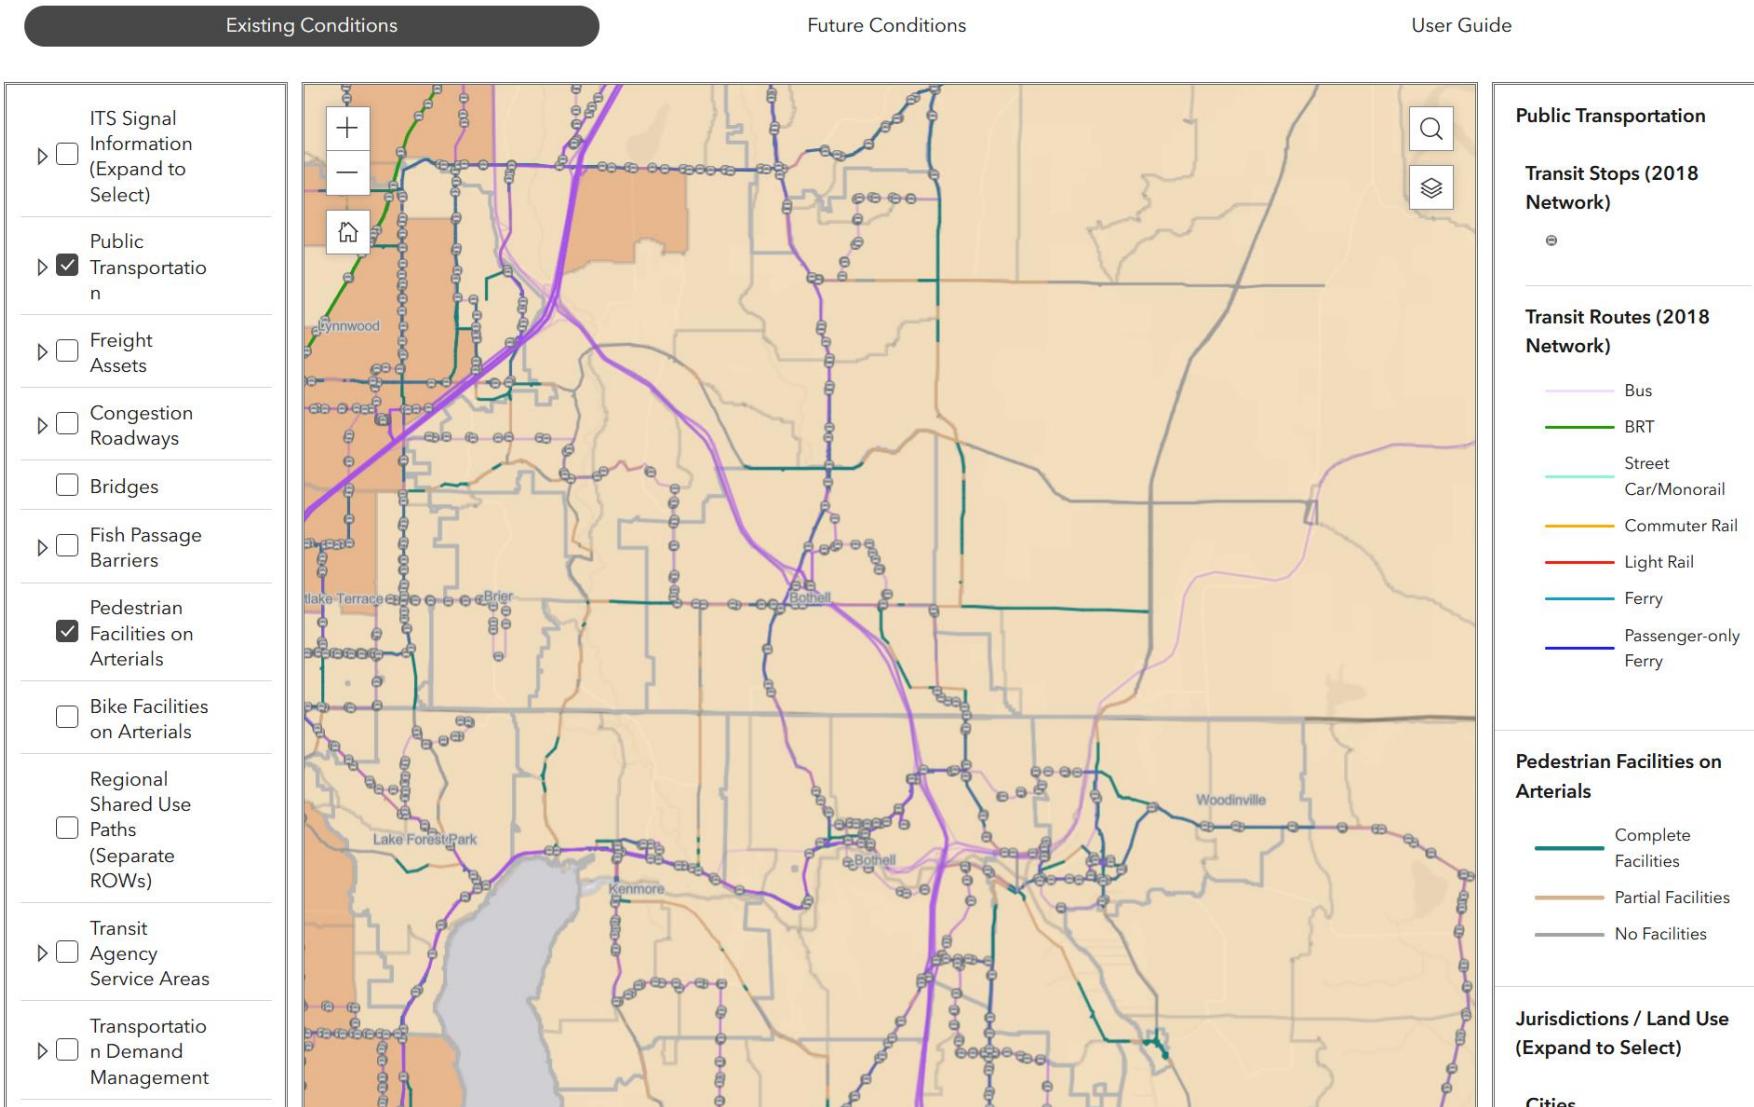 Existing Conditions
Future Conditions
User Guide
ITS Signal
Information
(Expand to
Select)
Public
Transportatio
n
Freight
Assets
Congestion
Roadways
Bridges
Fish Passage
Barriers
Pedestrian
Facilities on
Arterials
Bike Facilities
on Arterials
Regional
Shared Use
Paths
(Separate
ROWs)
Transit
Agency
Service Areas
Transportatio
n Demand
Management
Lynnwood
tlake Terrace
Brier
Bothell
Woodinville
Lake Forest Park
Bothell
Kenmore
Public Transportation
Transit Stops (2018
Network)
Transit Routes (2018
Network)
Bus
BRT
Street
Car/Monorail
Commuter Rail
Light Rail
Ferry
Passenger-only
Ferry
Pedestrian Facilities on
Arterials
Complete
Facilities
Partial Facilities
No Facilities
Jurisdictions / Land Use
(Expand to Select)
Cities